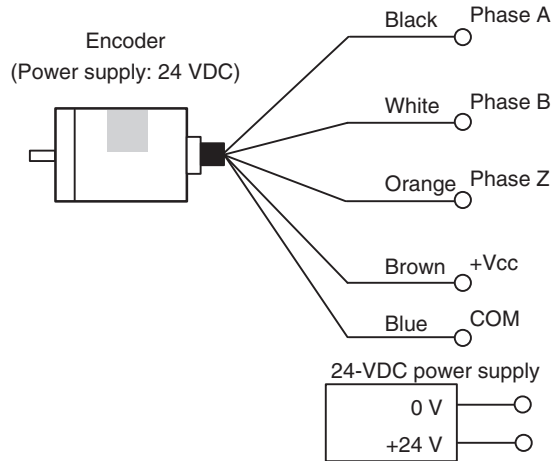 Encoder
(Power supply: 24 VDC)
Black
Phase A
White
Phase B
Orange
Phase Z
Brown
+Vcc
Blue
COM
24-VDC power supply
0 V
+24 V